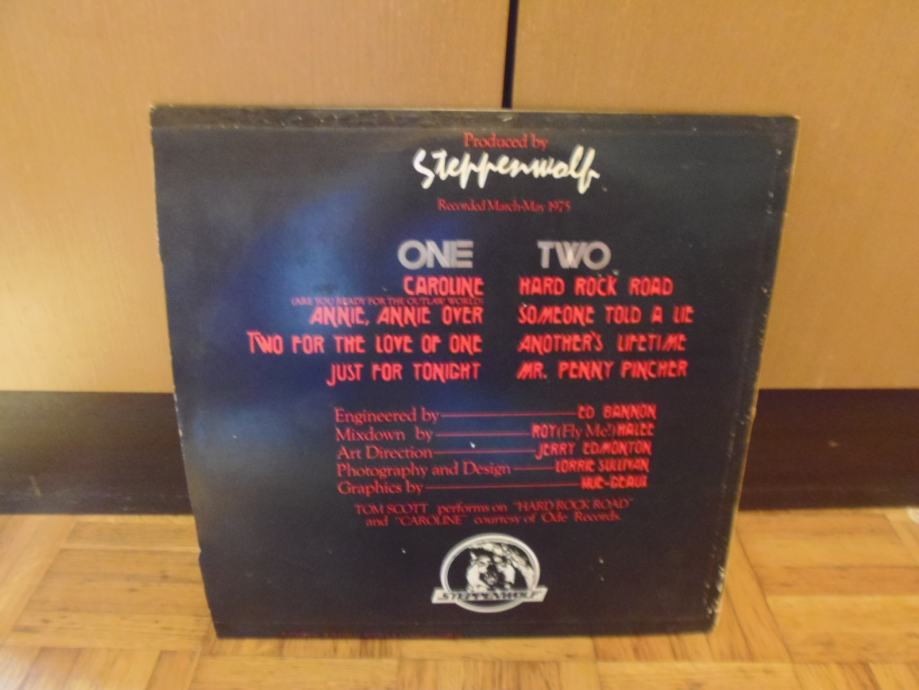 Produced by
Steppenwolf
Recorded March-May 1975
ONE
CAROLINE
(ARE YOU READY FOR THE OUTLAW WORLD)
ANNIE, ANNIE OVER
TWO FOR THE LOVE OF ONE
JUST FOR TONIGHT
TWO
HARD ROCK ROAD
SOMEONE TOLD A LIE
ANOTHER'S LIFETIME
MR. PENNY PINCHER
Engineered by ED BANNON
Mixdown by ROY (Fly Me!) HALEE
Art Direction JERRY EDMONTON
Photography and Design LORRIE SULLIVAN
Graphics by HUE-DEAUX
TOM SCOTT performs on "HARD ROCK ROAD"
and "CAROLINE" courtesy of Ode Records.
STEPPENWOLF